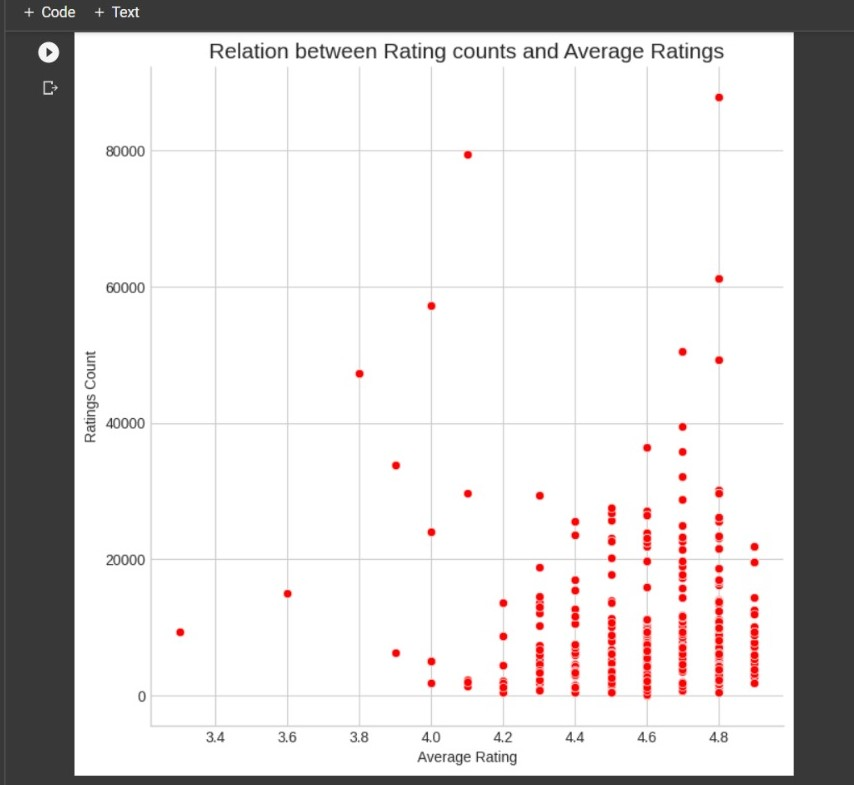 + Code + Text
Relation between Rating counts and Average Ratings
80000
60000
40000
20000
0
Ratings Count
3.4 3.6 3.8 4.0 4.2 4.4 4.6 4.8
Average Rating